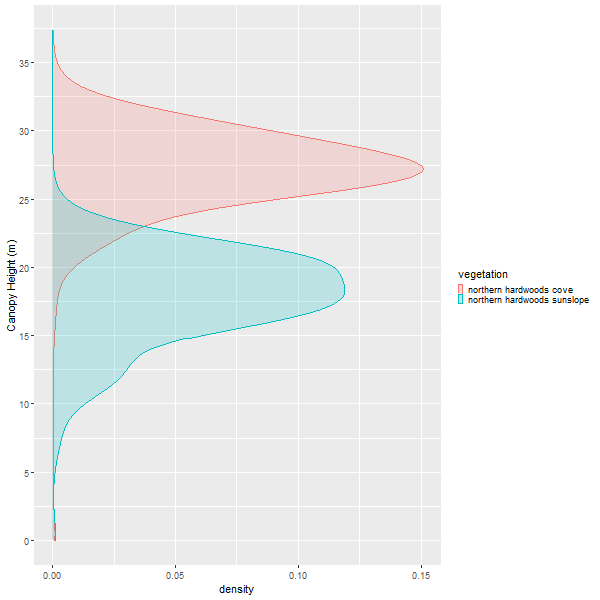 35
30
25
20
15
10
5
0
Canopy Height (m)
0.00 0.05 0.10 0.15
density
vegetation
northern hardwoods cove
northern hardwoods sunslope